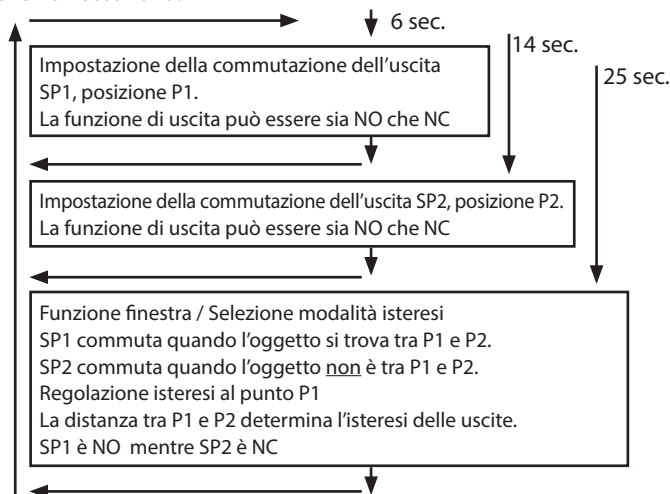 6 sec.
14 sec.
25 sec.
Impostazione della commutazione dell'uscita
SP1, posizione P1.
La funzione di uscita può essere sia NO che NC
Impostazione della commutazione dell'uscita SP2, posizione P2.
La funzione di uscita può essere sia NO che NC
Funzione finestra / Selezione modalità isteresi
SP1 commuta quando l'oggetto si trova tra P1 e P2.
SP2 commuta quando l'oggetto non è tra P1 e P2.
Regolazione isteresi al punto P1
La distanza tra P1 e P2 determina l'isteresi delle uscite.
SP1 è NO mentre SP2 è NC